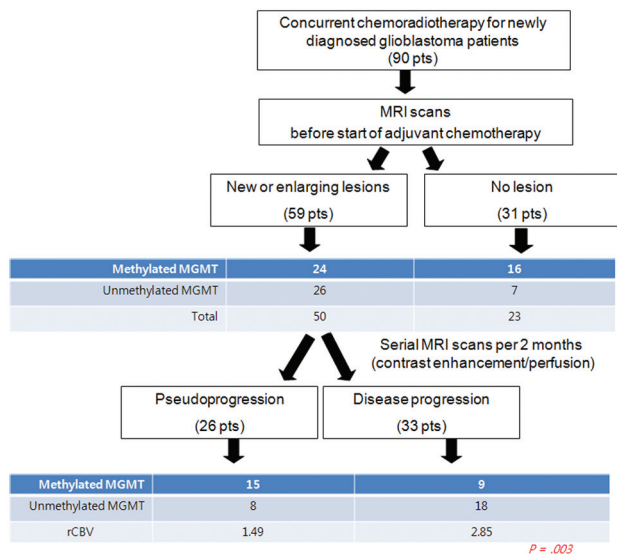 Concurrent chemoradiotherapy for newly
diagnosed glioblastoma patients
(90 pts)
MRI scans
before start of adjuvant chemotherapy
New or enlarging lesions
(59 pts)
No lesion
(31 pts)
Methylated MGMT 24 16
Unmethylated MGMT 26 7
Total 50 23
Serial MRI scans per 2 months
(contrast enhancement/perfusion)
Pseudoprogression
(26 pts)
Disease progression
(33 pts)
Methylated MGMT 15 9
Unmethylated MGMT 8 18
rCBV 1.49 2.85
P = .003